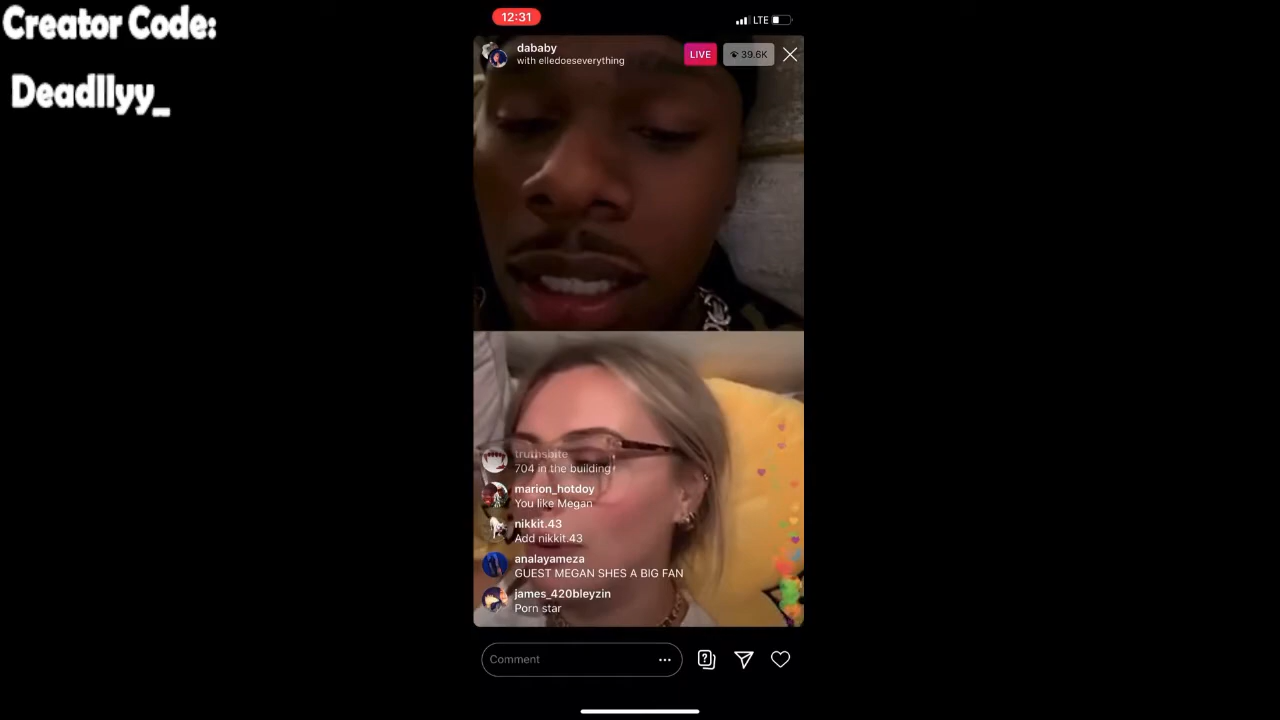 Creator Code:
Deadllyy_
12:31
LTE
dababy
with elledoeseverything
LIVE
39.6K
truthsbite
704 in the building
marion_hotdoy
You like Megan
nikkit.43
Add nikkit.43
analayameza
GUEST MEGAN SHES A BIG FAN
james_420bleyzin
Porn star
Comment